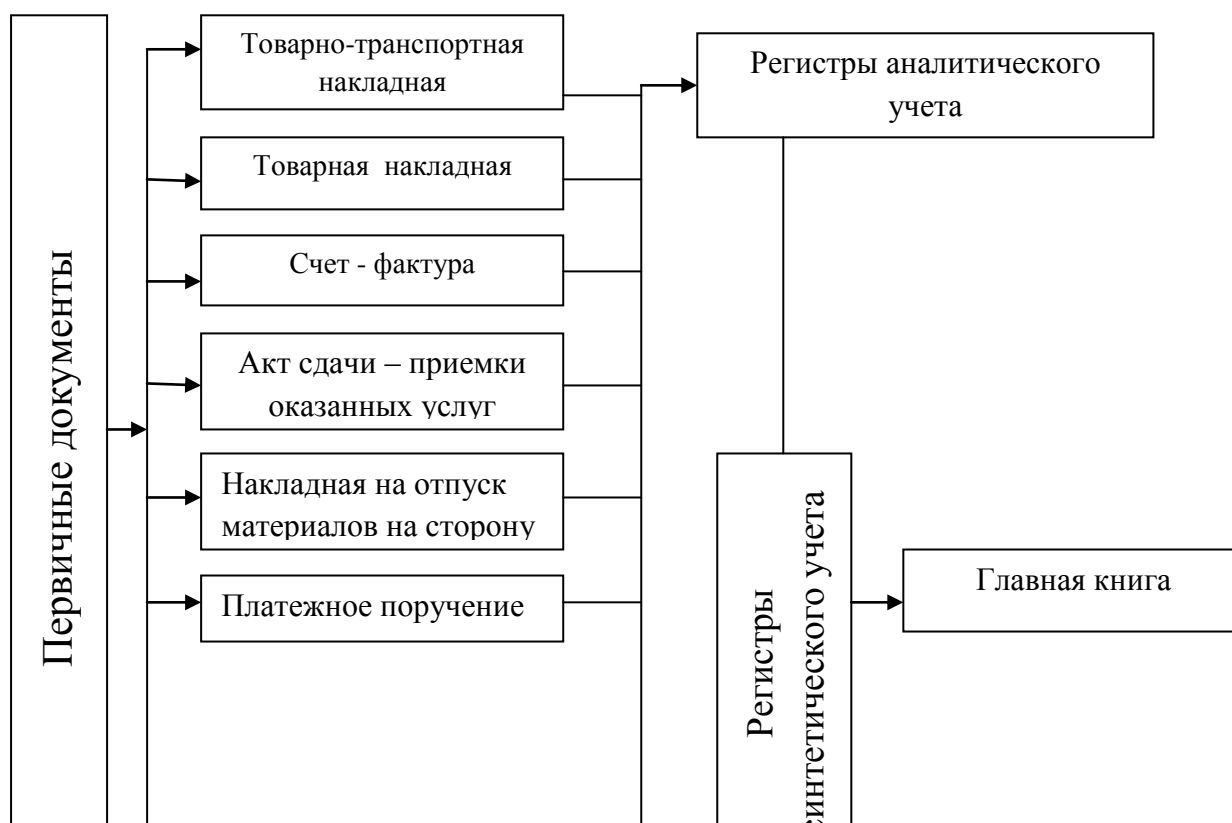 Первичные документы
Товарно-транспортная
накладная
Товарная накладная
Счет - фактура
Акт сдачи – приемки
оказанных услуг
Накладная на отпуск
материалов на сторону
Платежное поручение
Регистры аналитического
учета
Регистры
синтетического учета
Главная книга